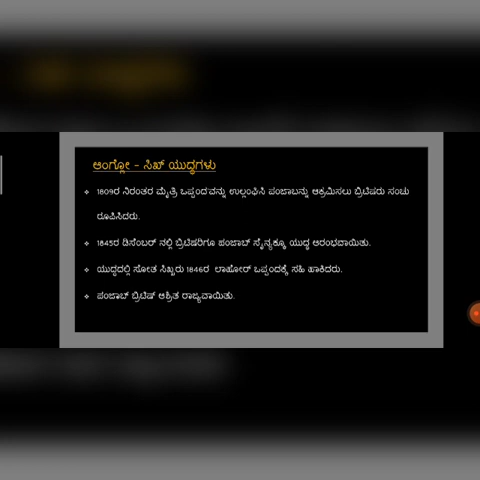 ಆಂಗ್ಲೋ - ಸಿಖ್ ಯುದ್ಧಗಳು
❖ 1809ರ ನಿರಂತರ ಮೈತ್ರಿ ಒಪ್ಪಂದವನ್ನು ಉಲ್ಲಂಘಿಸಿ ಪಂಜಾಬನ್ನು ಆಕ್ರಮಿಸಲು ಬ್ರಿಟಿಷರು ಸಂಚು
ರೂಪಿಸಿದರು.
❖ 1845ರ ಡಿಸೆಂಬರ್ ನಲ್ಲಿ ಬ್ರಿಟಿಷರಿಗೂ ಪಂಜಾಬ್ ಸೈನ್ಯಕ್ಕೂ ಯುದ್ಧ ಆರಂಭವಾಯಿತು.
❖ ಯುದ್ಧದಲ್ಲಿ ಸೋತ ಸಿಖ್ಖರು 1846ರ ಲಾಹೋರ್ ಒಪ್ಪಂದಕ್ಕೆ ಸಹಿ ಹಾಕಿದರು.
❖ ಪಂಜಾಬ್ ಬ್ರಿಟಿಷ್ ಆಶ್ರಿತ ರಾಜ್ಯವಾಯಿತು.